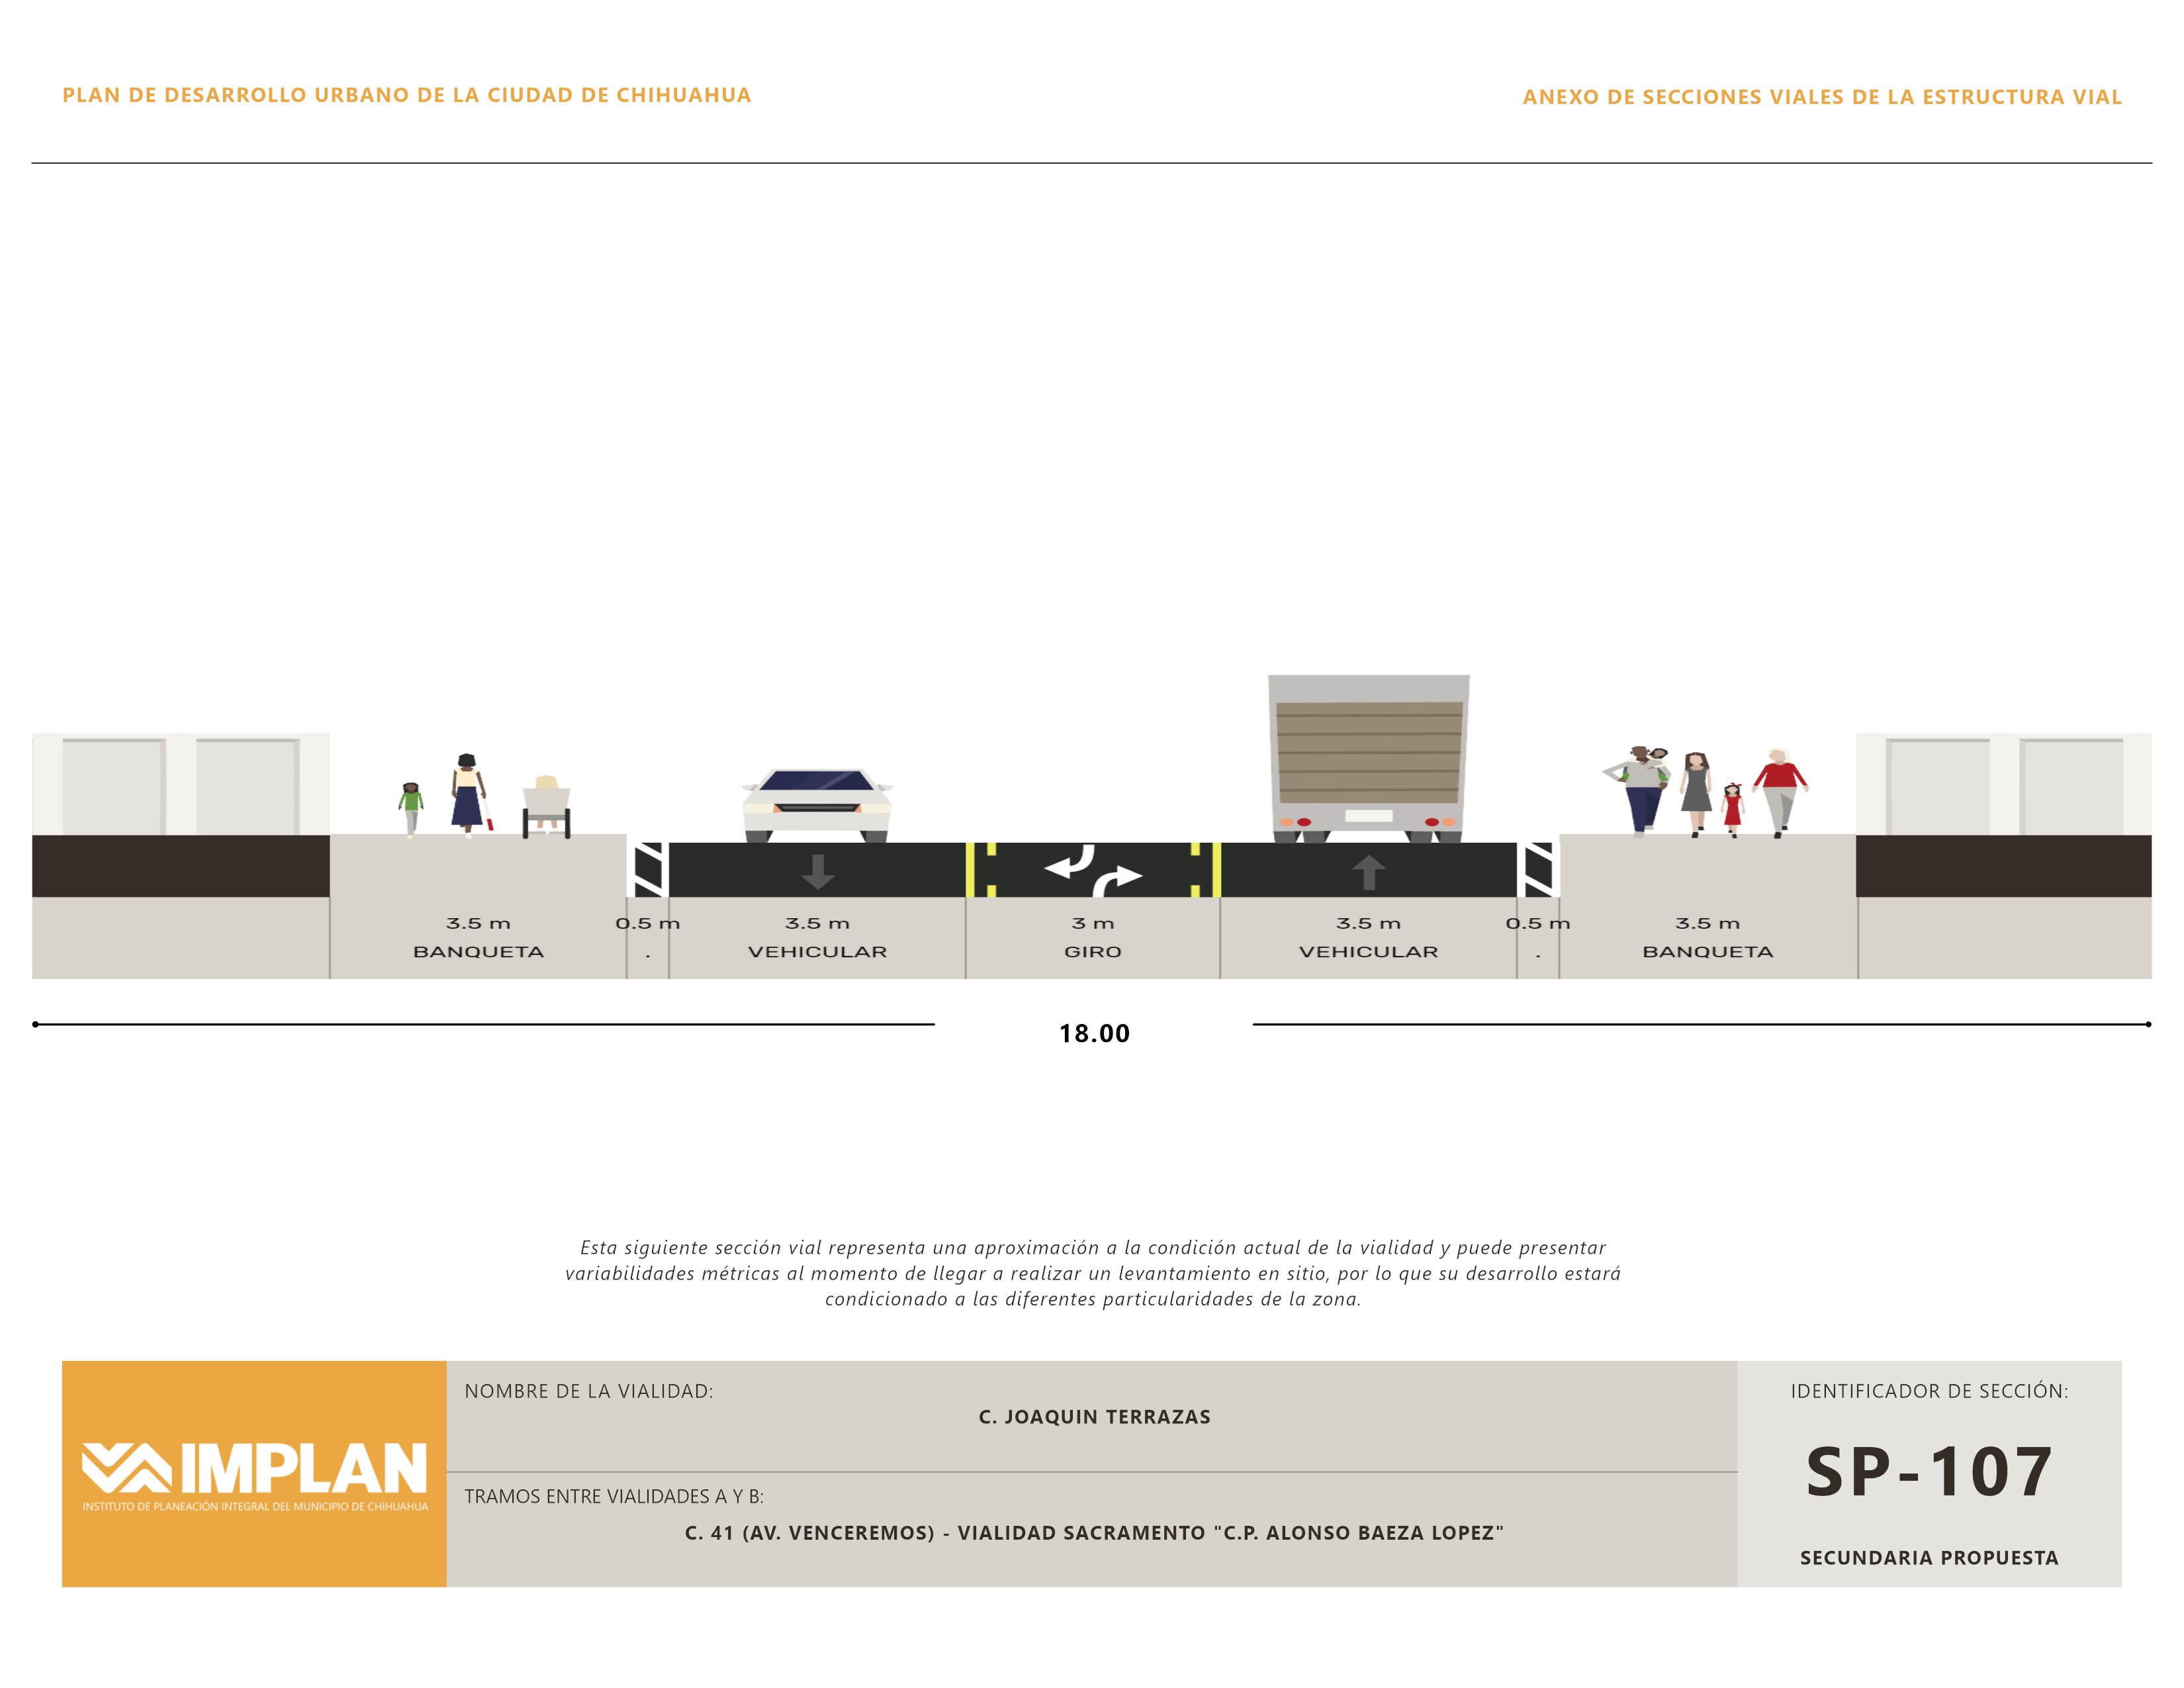 PLAN DE DESARROLLO URBANO DE LA CIUDAD DE CHIHUAHUA
ANEXO DE SECCIONES VIALES DE LA ESTRUCTURA VIAL
3.5 m 0.5 m 3.5 m 3 m 3.5 m 0.5 m 3.5 m
BANQUETA . VEHICULAR GIRO VEHICULAR . BANQUETA
18.00
Esta siguiente sección vial representa una aproximación a la condición actual de la vialidad y puede presentar
variabilidades métricas al momento de llegar a realizar un levantamiento en sitio, por lo que su desarrollo estará
condicionado a las diferentes particularidades de la zona.
IMPLAN
INSTITUTO DE PLANEACIÓN INTEGRAL DEL MUNICIPIO DE CHIHUAHUA
NOMBRE DE LA VIALIDAD:
C. JOAQUIN TERRAZAS
TRAMOS ENTRE VIALIDADES A Y B:
C. 41 (AV. VENCEREMOS) - VIALIDAD SACRAMENTO "C.P. ALONSO BAEZA LOPEZ"
IDENTIFICADOR DE SECCIÓN:
SP-107
SECUNDARIA PROPUESTA